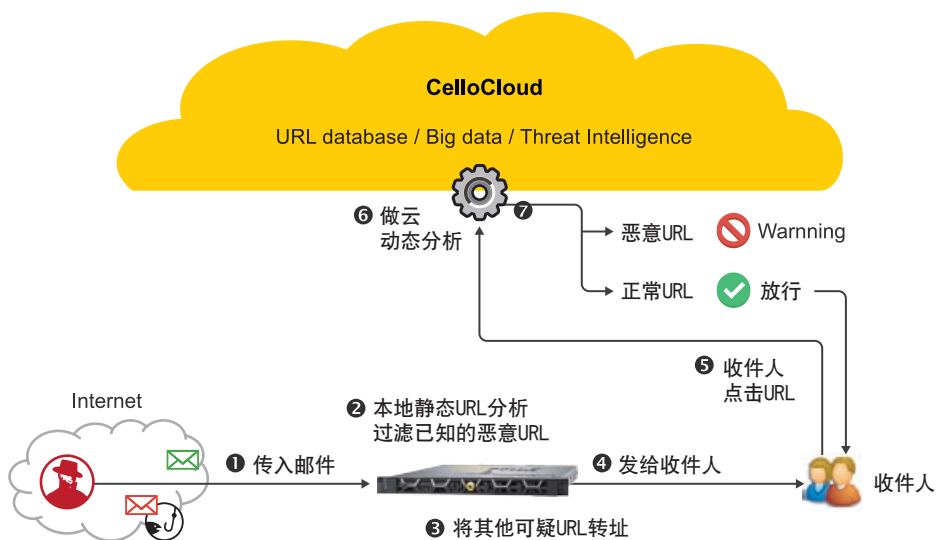 CelloCloud
URL database / Big data / Threat Intelligence
❻ 做云
动态分析
❼
恶意URL
Warnning
正常URL
放行
❺ 收件人
点击URL
Internet
❷ 本地静态URL分析
过滤已知的恶意URL
❶ 传入邮件
❹ 发给收件人
收件人
❸ 将其他可疑URL转址